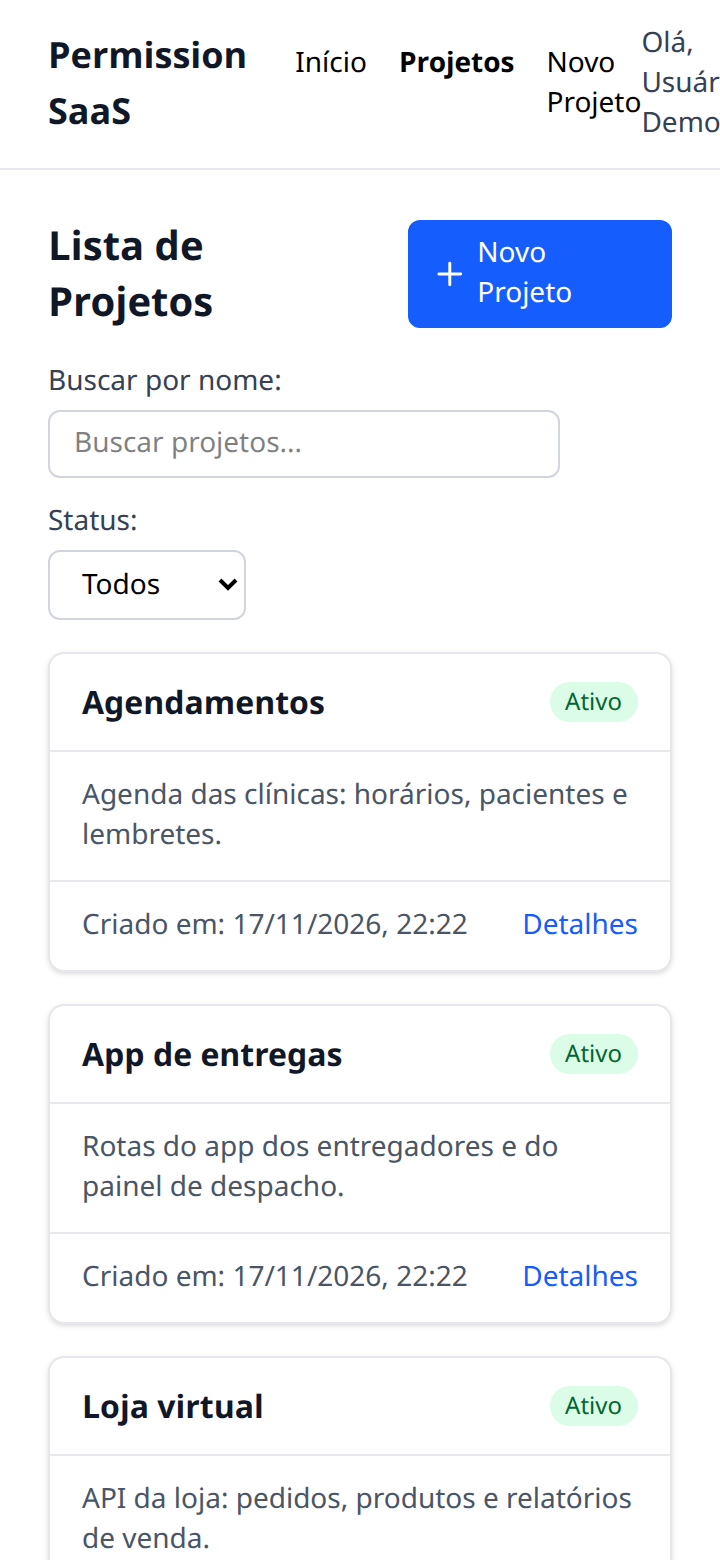 Permission
SaaS
Início
Projetos
Novo
Projeto
Olá,
Demo
Lista de
Projetos
Novo
Projeto
Buscar por nome:
Buscar projetos...
Status:
Todos
Agendamentos
Ativo
Agenda das clínicas: horários, pacientes e
lembretes.
Criado em: 17/11/2026, 22:22
Detalhes
App de entregas
Ativo
Rotas do app dos entregadores e do
painel de despacho.
Criado em: 17/11/2026, 22:22
Detalhes
Loja virtual
Ativo
API da loja: pedidos, produtos e relatórios
de venda.